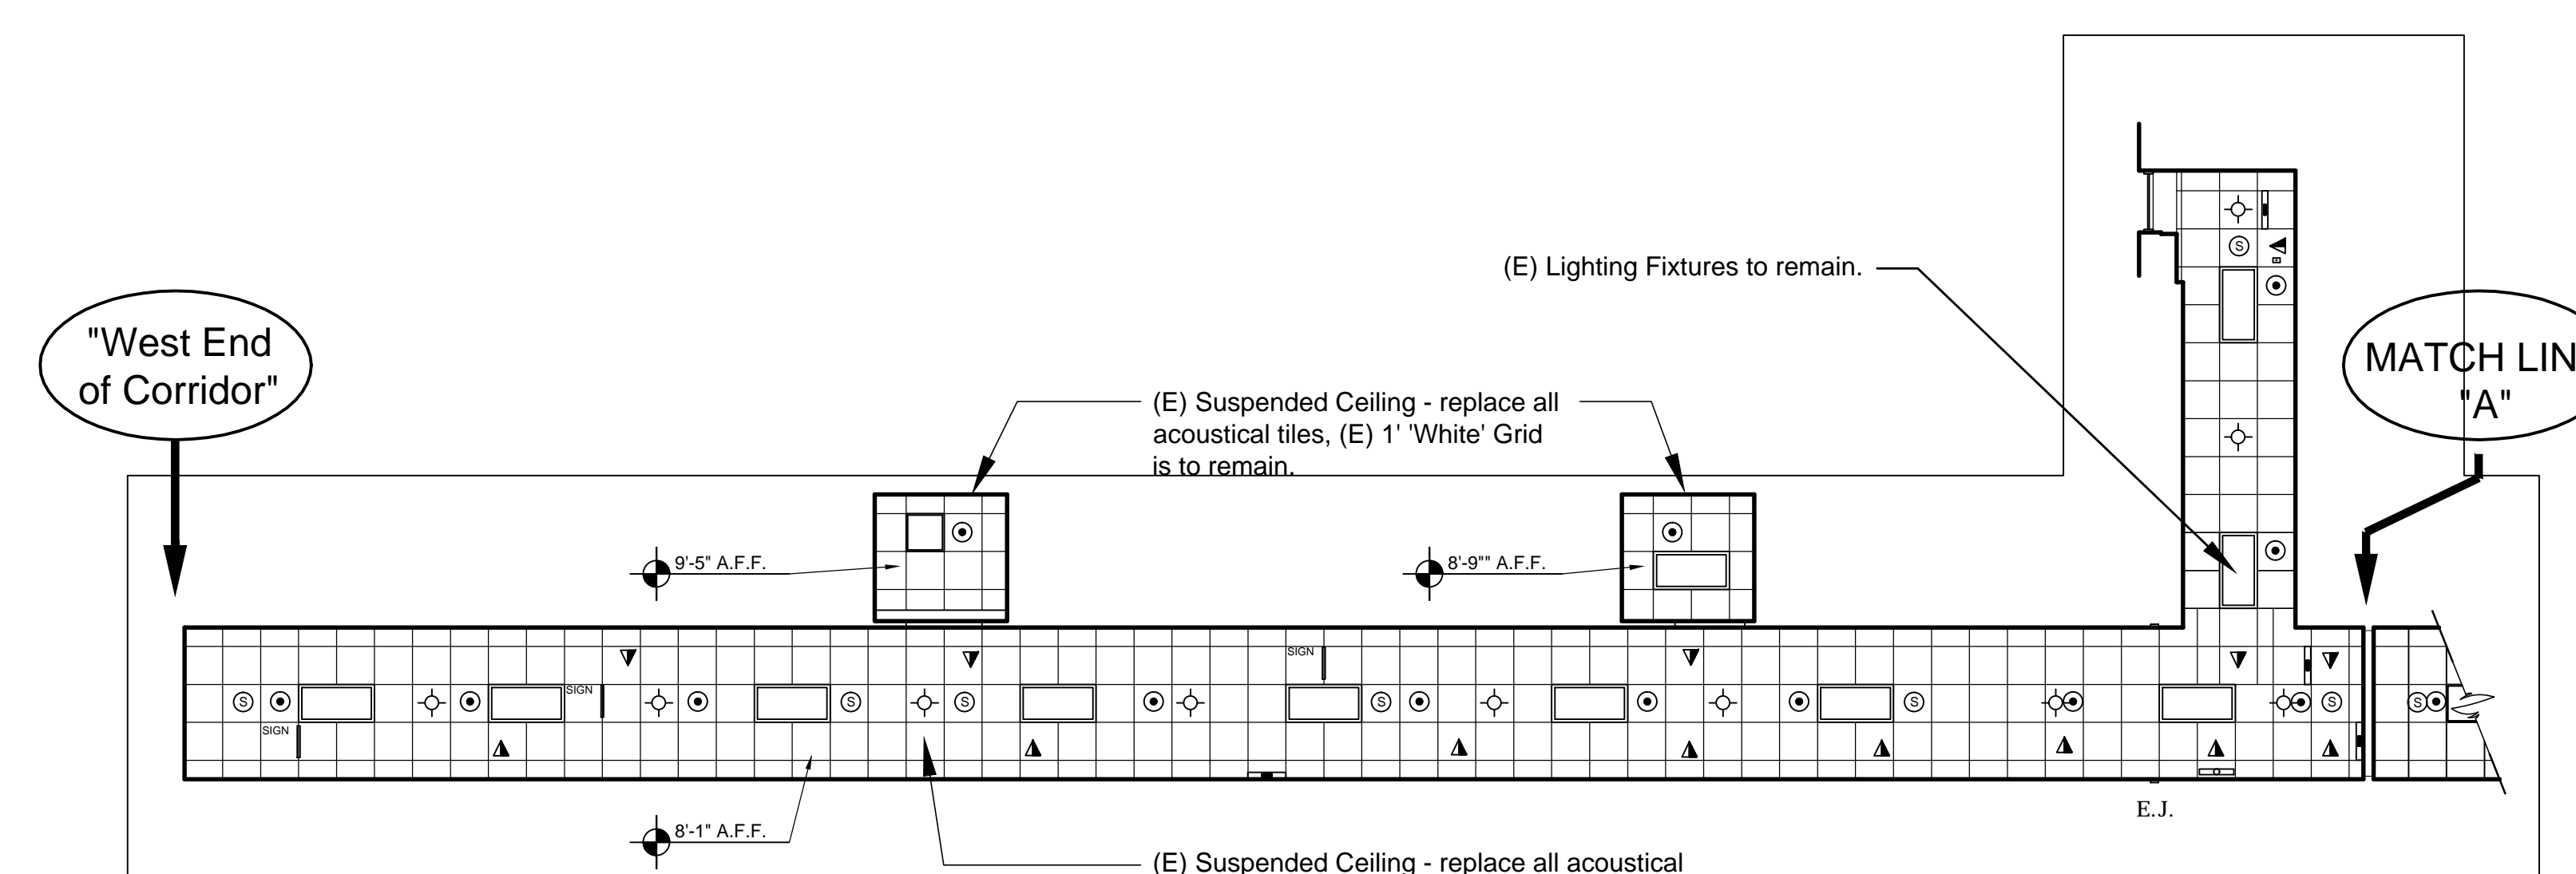 (E) Lighting Fixtures to remain.
"West End
of Corridor"
MATCH LIN
"A"
(E) Suspended Ceiling - replace all
acoustical tiles, (E) 1' 'White' Grid
is to remain.
9'-5" A.F.F.
8'-9"" A.F.F.
SIGN
SIGN
SIGN
S
S
S
S
S
S
S
S
E.J.
8'-1" A.F.F.
(E) Suspended Ceiling - replace all acoustical